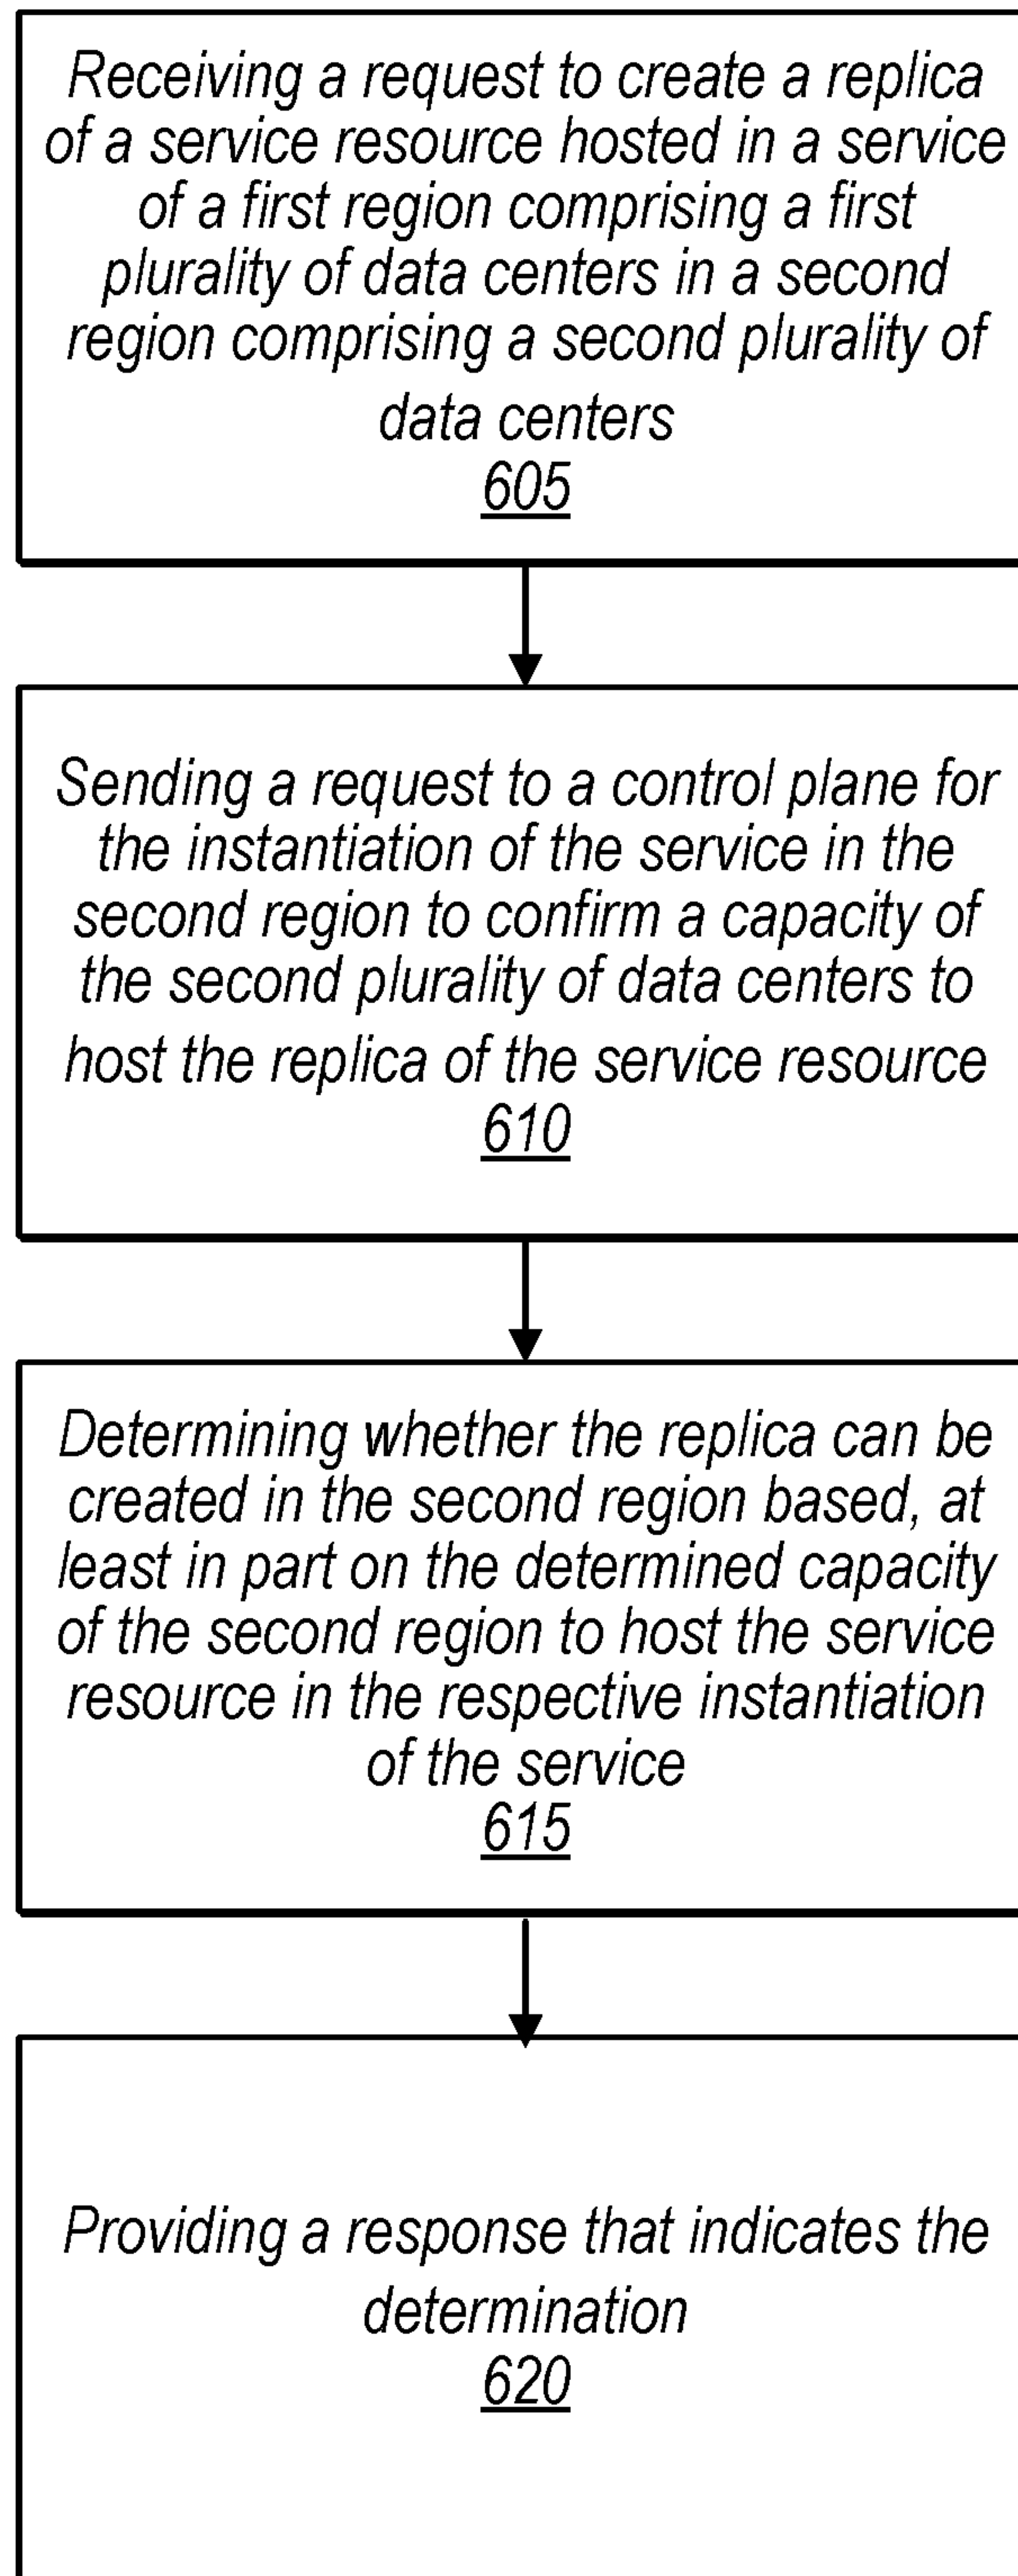 Receiving a request to create a replica
of a service resource hosted in a service
of a first region comprising a first
plurality of data centers in a second
region comprising a second plurality of
data centers
605
Sending a request to a control plane for
the instantiation of the service in the
second region to confirm a capacity of
the second plurality of data centers to
host the replica of the service resource
610
Determining whether the replica can be
created in the second region based, at
least in part on the determined capacity
of the second region to host the service
resource in the respective instantiation
of the service
615
Providing a response that indicates the
determination
620